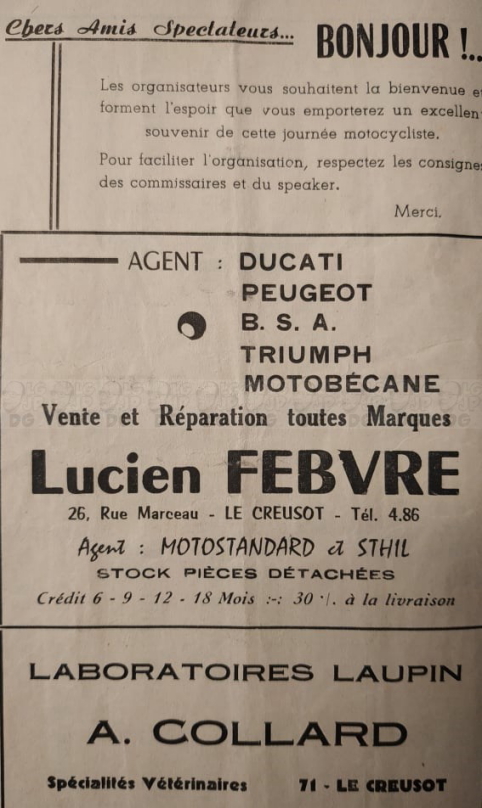 Chers Amis Spectateurs...
BONJOUR !..
Les organisateurs vous souhaitent la bienvenue et
forment l'espoir que vous emporterez un excellen
souvenir de cette journée motocycliste.
Pour faciliter l'organisation, respectez les consignes
des commissaires et du speaker.
Merci.
AGENT : DUCATI
PEUGEOT
B. S. A.
TRIUMPH
MOTOBÉCANE
Vente et Réparation toutes Marques
Lucien FEBVRE
26, Rue Marceau - LE CREUSOT - Tél. 4.86
Agent : MOTOSTANDARD et STHIL
STOCK PIÈCES DÉTACHÉES
Crédit 6 - 9 - 12 - 18 Mois :-: 30 % à la livraison
LABORATOIRES LAUPIN
A. COLLARD
Spécialités Vétérinaires 71 - LE CREUSOT